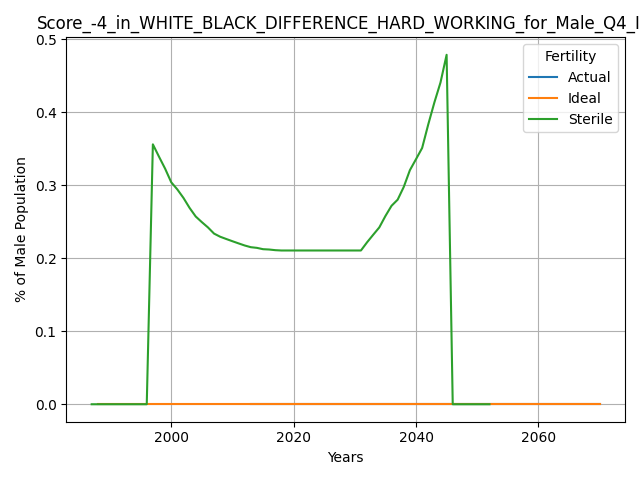 Score_-4_in_WHITE_BLACK_DIFFERENCE_HARD_WORKING_for_Male_Q4_I
0.5
0.4
0.3
0.2
0.1
0.0
% of Male Population
Fertility
Actual
Ideal
Sterile
2000 2020 2040 2060
Years